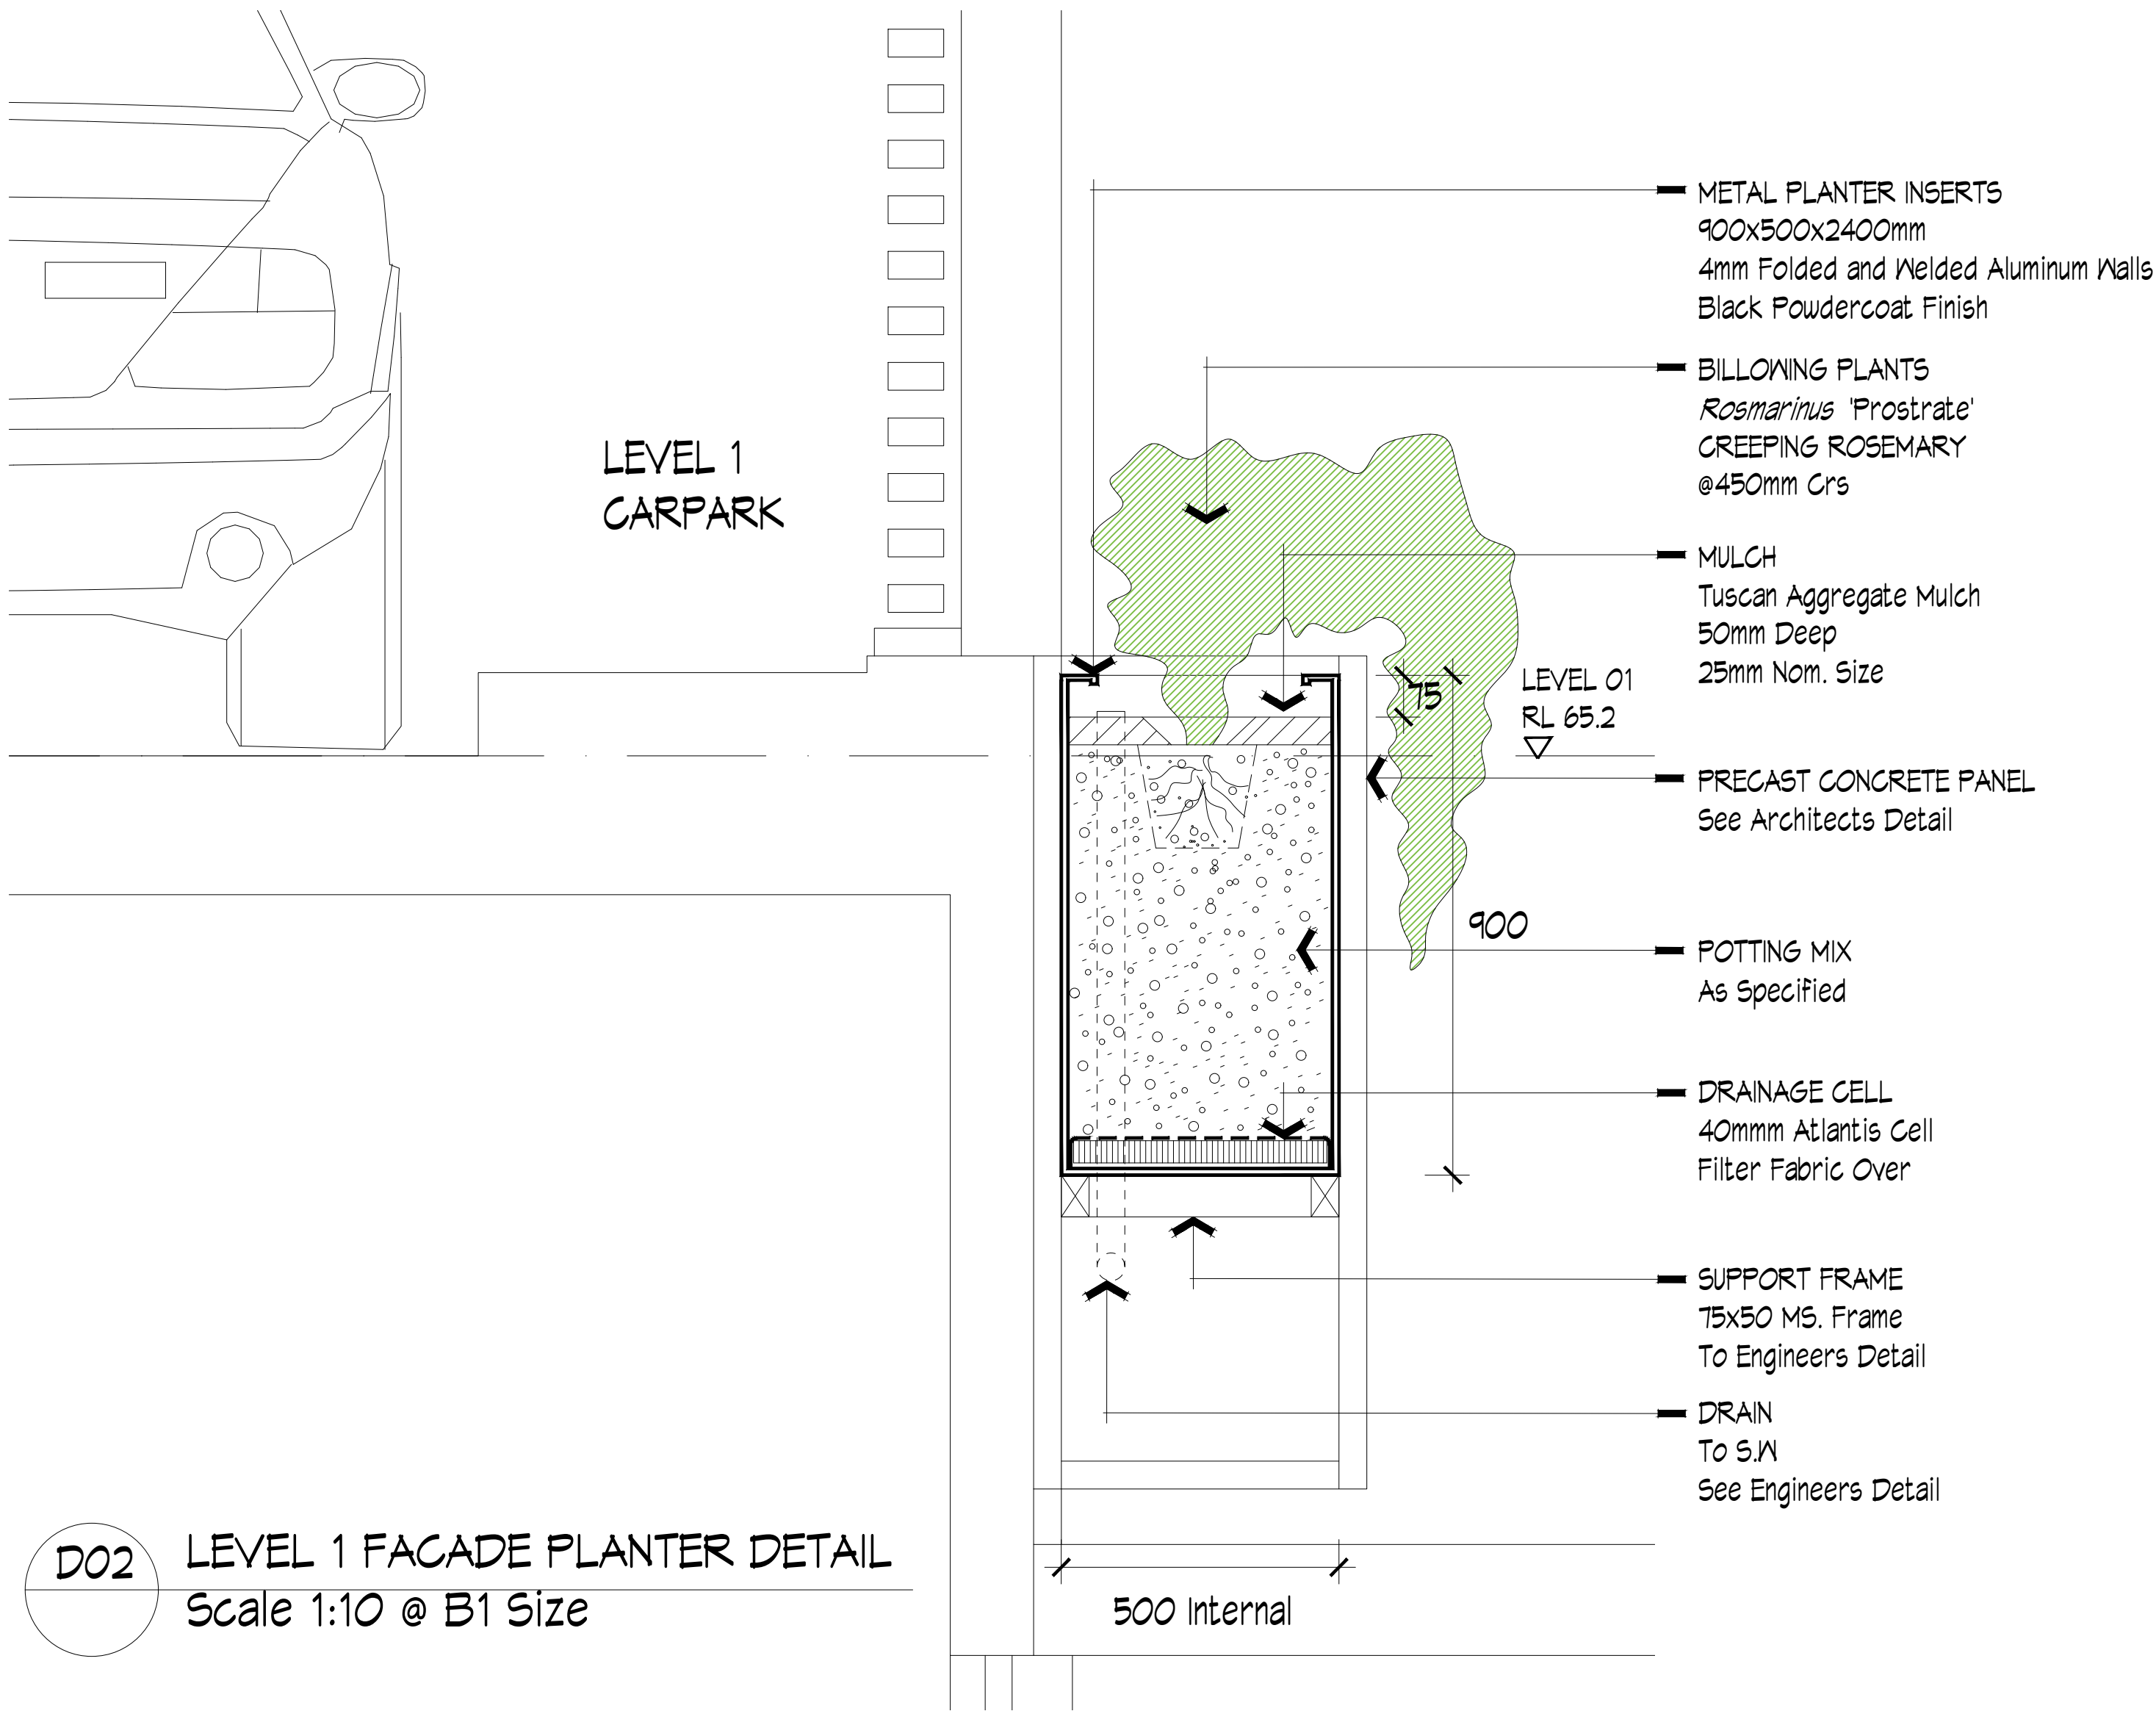 METAL PLANTER INSERTS
900x500x2400mm
4mm Folded and Welded Aluminum Walls
Black Powdercoat Finish
BILLOWING PLANTS
Rosmarinus 'Prostrate'
CREEPING ROSEMARY
@450mm Crs
LEVEL 1
CARPARK
MULCH
Tuscan Aggregate Mulch
50mm Deep
25mm Nom. Size
75
LEVEL 01
RL 65.2
PRECAST CONCRETE PANEL
See Architects Detail
900
POTTING MIX
As Specified
DRAINAGE CELL
40mmm Atlantis Cell
Filter Fabric Over
SUPPORT FRAME
75x50 MS. Frame
To Engineers Detail
DRAIN
To S.W
See Engineers Detail
500 Internal
D02
LEVEL 1 FACADE PLANTER DETAIL
Scale 1:10 @ B1 Size